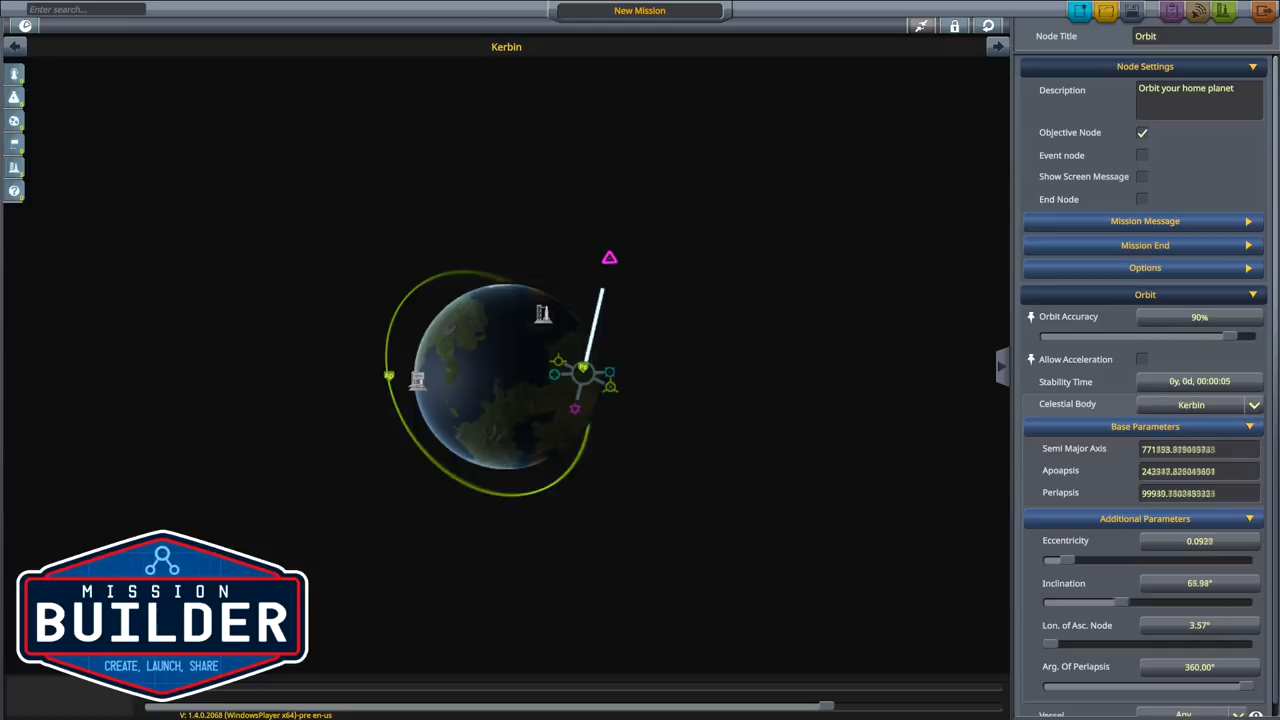 Enter search...
New Mission
Kerbin
Node Title
Orbit
Node Settings
Description
Orbit your home planet
Objective Node
Event node
Show Screen Message
End Node
Mission Message
Mission End
Options
Orbit
Orbit Accuracy
90%
Allow Acceleration
Stability Time
0y, 0d, 00:00:05
Celestial Body
Kerbin
Base Parameters
Semi Major Axis
Apoapsis
Periapsis
Additional Parameters
Eccentricity
Inclination
Lon. of Asc. Node
3.57°
Arg. Of Periapsis
360.00°
Vessel
Any
Ap
Pe
MISSION
BUILDER
CREATE, LAUNCH, SHARE
V: 1.4.0.2068 (WindowsPlayer x64)-pre en-us